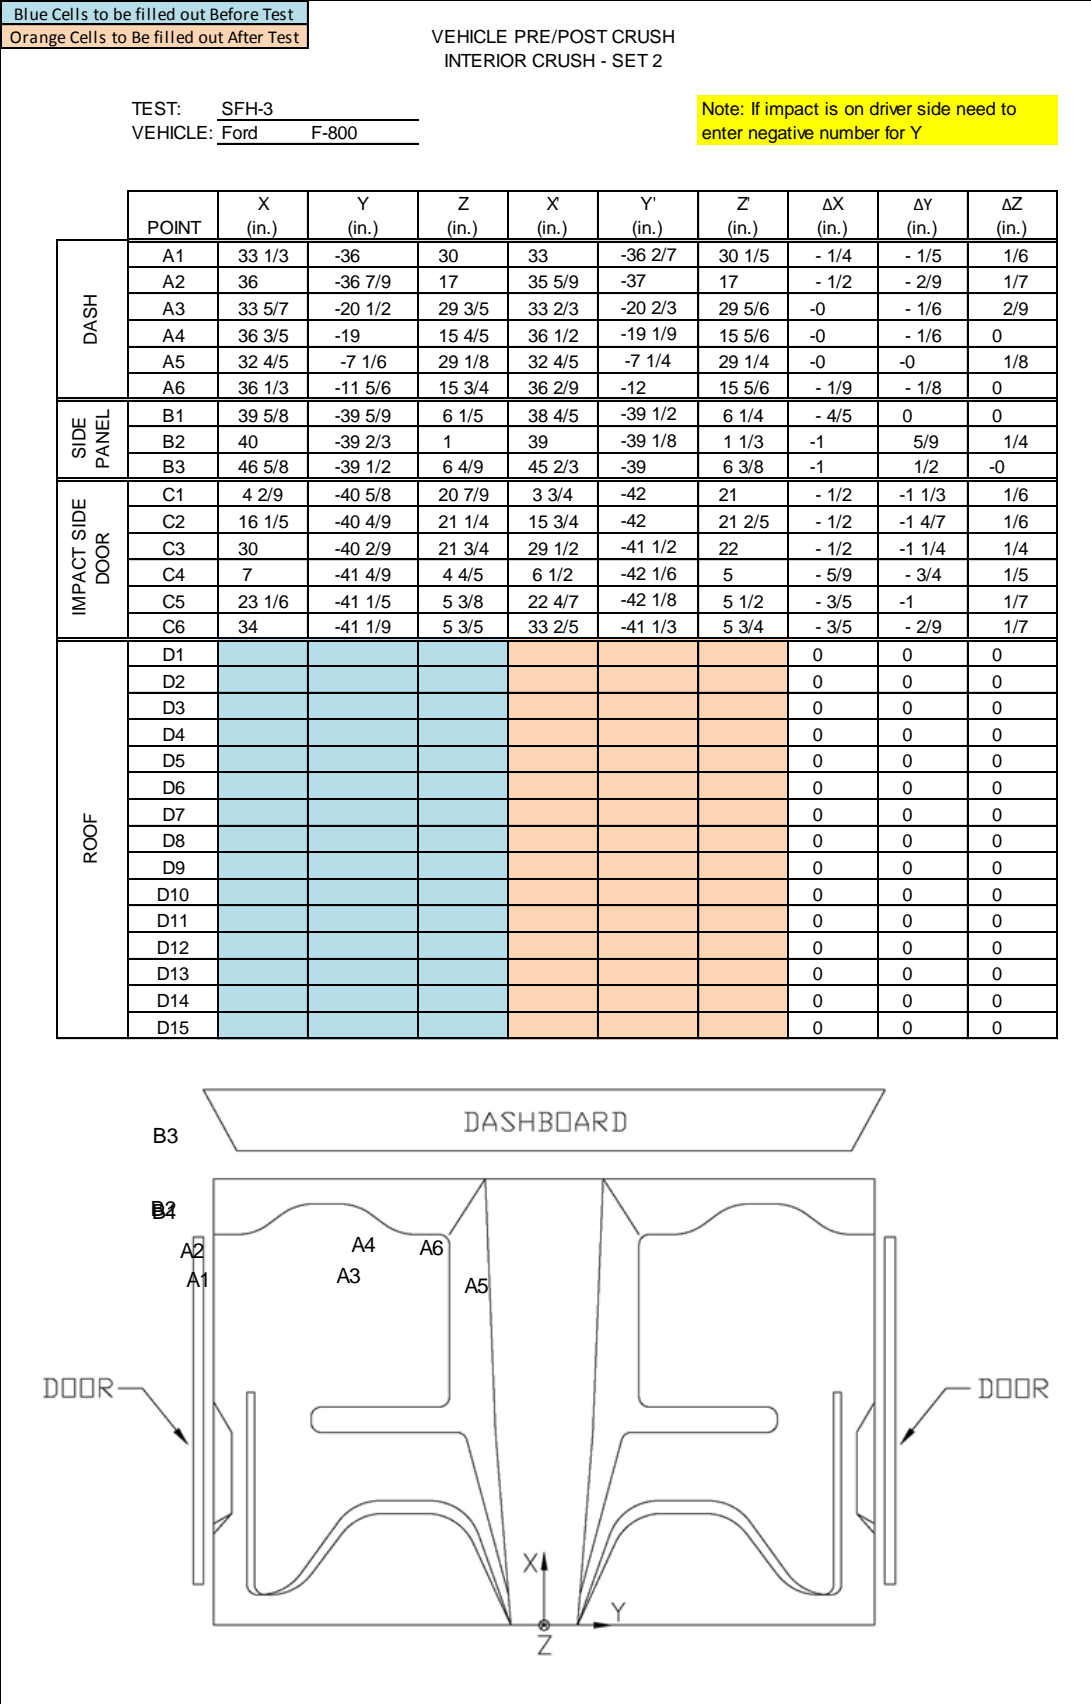 Blue Cells to be filled out Before Test
Orange Cells to Be filled out After Test
VEHICLE PRE/POST CRUSH
INTERIOR CRUSH - SET 2
TEST: SFH-3
VEHICLE: Ford F-800
Note: If impact is on driver side need to
enter negative number for Y
POINT X (in.) Y (in.) Z (in.) X' (in.) Y' (in.) Z' (in.) ΔX (in.) ΔY (in.) ΔZ (in.)
DASH
A1 33 1/3 -36 30 33 -36 2/7 30 1/5 - 1/4 - 1/5 1/6
A2 36 -36 7/9 17 35 5/9 -37 17 - 1/2 - 2/9 1/7
A3 33 5/7 -20 1/2 29 3/5 33 2/3 -20 2/3 29 5/6 -0 - 1/6 2/9
A4 36 3/5 -19 15 4/5 36 1/2 -19 1/9 15 5/6 -0 - 1/6 0
A5 32 4/5 -7 1/6 29 1/8 32 4/5 -7 1/4 29 1/4 -0 -0 1/8
A6 36 1/3 -11 5/6 15 3/4 36 2/9 -12 15 5/6 - 1/9 - 1/8 0
SIDE PANEL
B1 39 5/8 -39 5/9 6 1/5 38 4/5 -39 1/2 6 1/4 - 4/5 0 0
B2 40 -39 2/3 1 39 -39 1/8 1 1/3 -1 5/9 1/4
B3 46 5/8 -39 1/2 6 4/9 45 2/3 -39 6 3/8 -1 1/2 -0
IMPACT SIDE DOOR
C1 4 2/9 -40 5/8 20 7/9 3 3/4 -42 21 - 1/2 -1 1/3 1/6
C2 16 1/5 -40 4/9 21 1/4 15 3/4 -42 21 2/5 - 1/2 -1 4/7 1/6
C3 30 -40 2/9 21 3/4 29 1/2 -41 1/2 22 - 1/2 -1 1/4 1/4
C4 7 -41 4/9 4 4/5 6 1/2 -42 1/6 5 - 5/9 - 3/4 1/5
C5 23 1/6 -41 1/5 5 3/8 22 4/7 -42 1/8 5 1/2 - 3/5 -1 1/7
C6 34 -41 1/9 5 3/5 33 2/5 -41 1/3 5 3/4 - 3/5 - 2/9 1/7
ROOF
D1 0 0 0
D2 0 0 0
D3 0 0 0
D4 0 0 0
D5 0 0 0
D6 0 0 0
D7 0 0 0
D8 0 0 0
D9 0 0 0
D10 0 0 0
D11 0 0 0
D12 0 0 0
D13 0 0 0
D14 0 0 0
D15 0 0 0
DASHBOARD
B3
B2
B1
A2 A4 A6
A1 A3 A5
DOOR DOOR
X
Y
Z